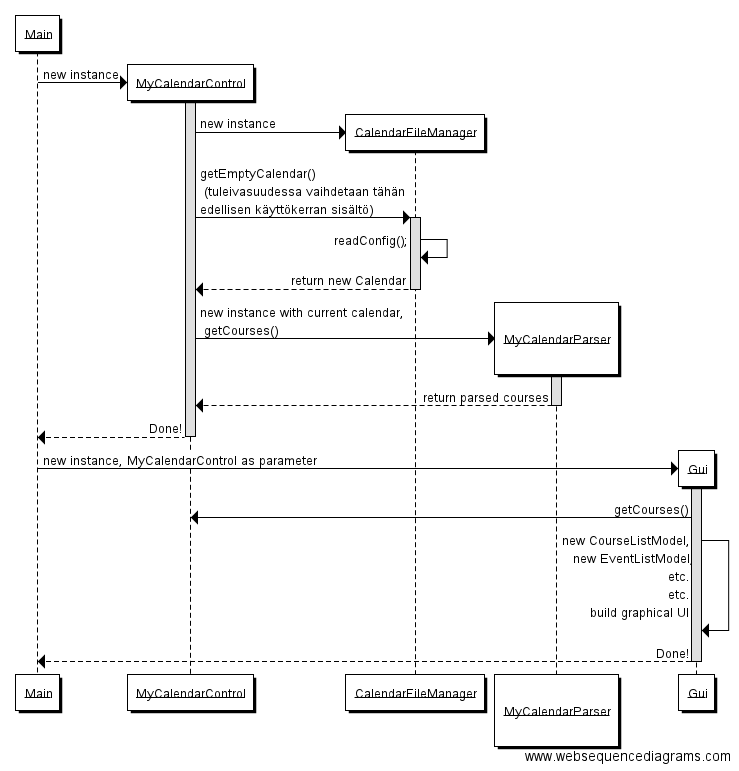 Main
new instance
MyCalendarControl
new instance
CalendarFileManager
getEmptyCalendar()
(tuleivasuudessa vaihdetaan tähän
edellisen käyttökerran sisältö)
readConfig();
return new Calendar
new instance with current calendar,
getCourses()
MyCalendarParser
return parsed courses
Done!
new instance, MyCalendarControl as parameter
Gui
getCourses()
new CourseListModel,
new EventListModel,
etc.
etc.
build graphical UI
Done!
Main
MyCalendarControl
CalendarFileManager
MyCalendarParser
Gui
www.websequencediagrams.com